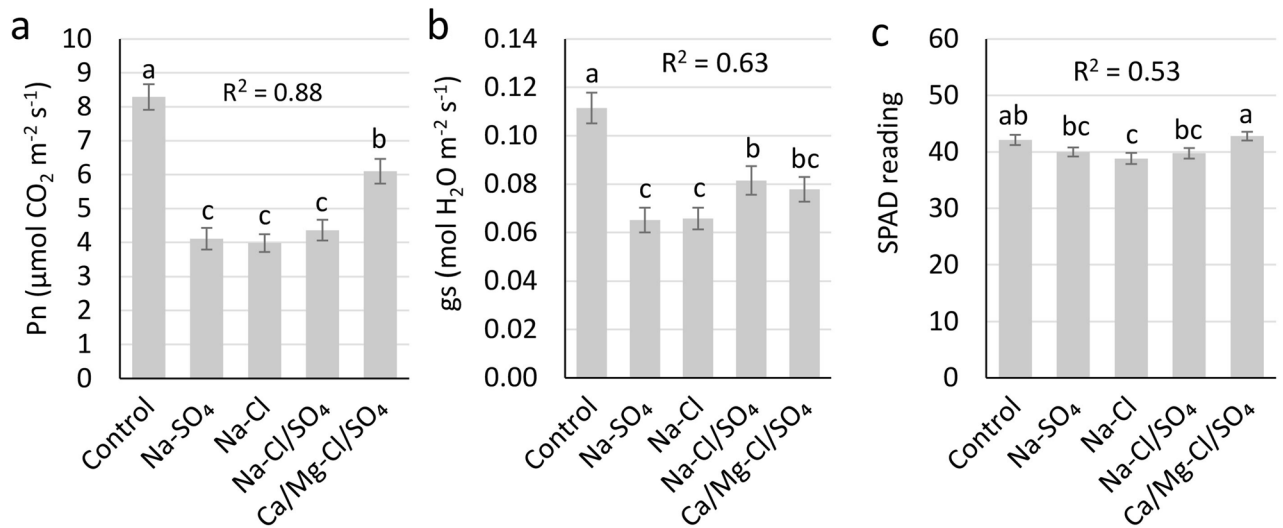 a
Pn (µmol CO₂ m⁻² s⁻¹)
10
9
8
7
6
5
4
3
2
1
0
R² = 0.88
a
c
c
c
b
Control
Na-SO₄
Na-Cl
Na-Cl/SO₄
Ca/Mg-Cl/SO₄
b
gs (mol H₂O m⁻² s⁻¹)
0.14
0.12
0.10
0.08
0.06
0.04
0.02
0.00
R² = 0.63
a
c
c
b
bc
Control
Na-SO₄
Na-Cl
Na-Cl/SO₄
Ca/Mg-Cl/SO₄
c
SPAD reading
60
50
40
30
20
10
0
R² = 0.53
ab
bc
c
bc
a
Control
Na-SO₄
Na-Cl
Na-Cl/SO₄
Ca/Mg-Cl/SO₄